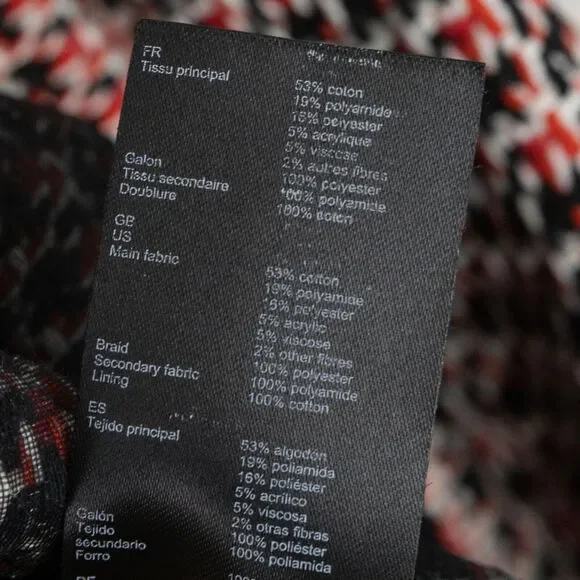 FR
Tissu principal
53% coton
19% polyamide
16% polyester
5% acrylique
5% viscose
2% autres fibres
Galon 100% polyester
Tissu secondaire 100% polyamide
Doublure 100% coton
GB
US
Main fabric
53% cotton
19% polyamide
16% polyester
5% acrylic
5% viscose
2% other fibres
Braid 100% polyester
Secondary fabric 100% polyamide
Lining 100% cotton
ES
Tejido principal
53% algodón
19% poliamida
16% poliéster
5% acrílico
5% viscosa
2% otras fibras
Galón 100% poliéster
Tejido 100% poliamida
secundario
Forro